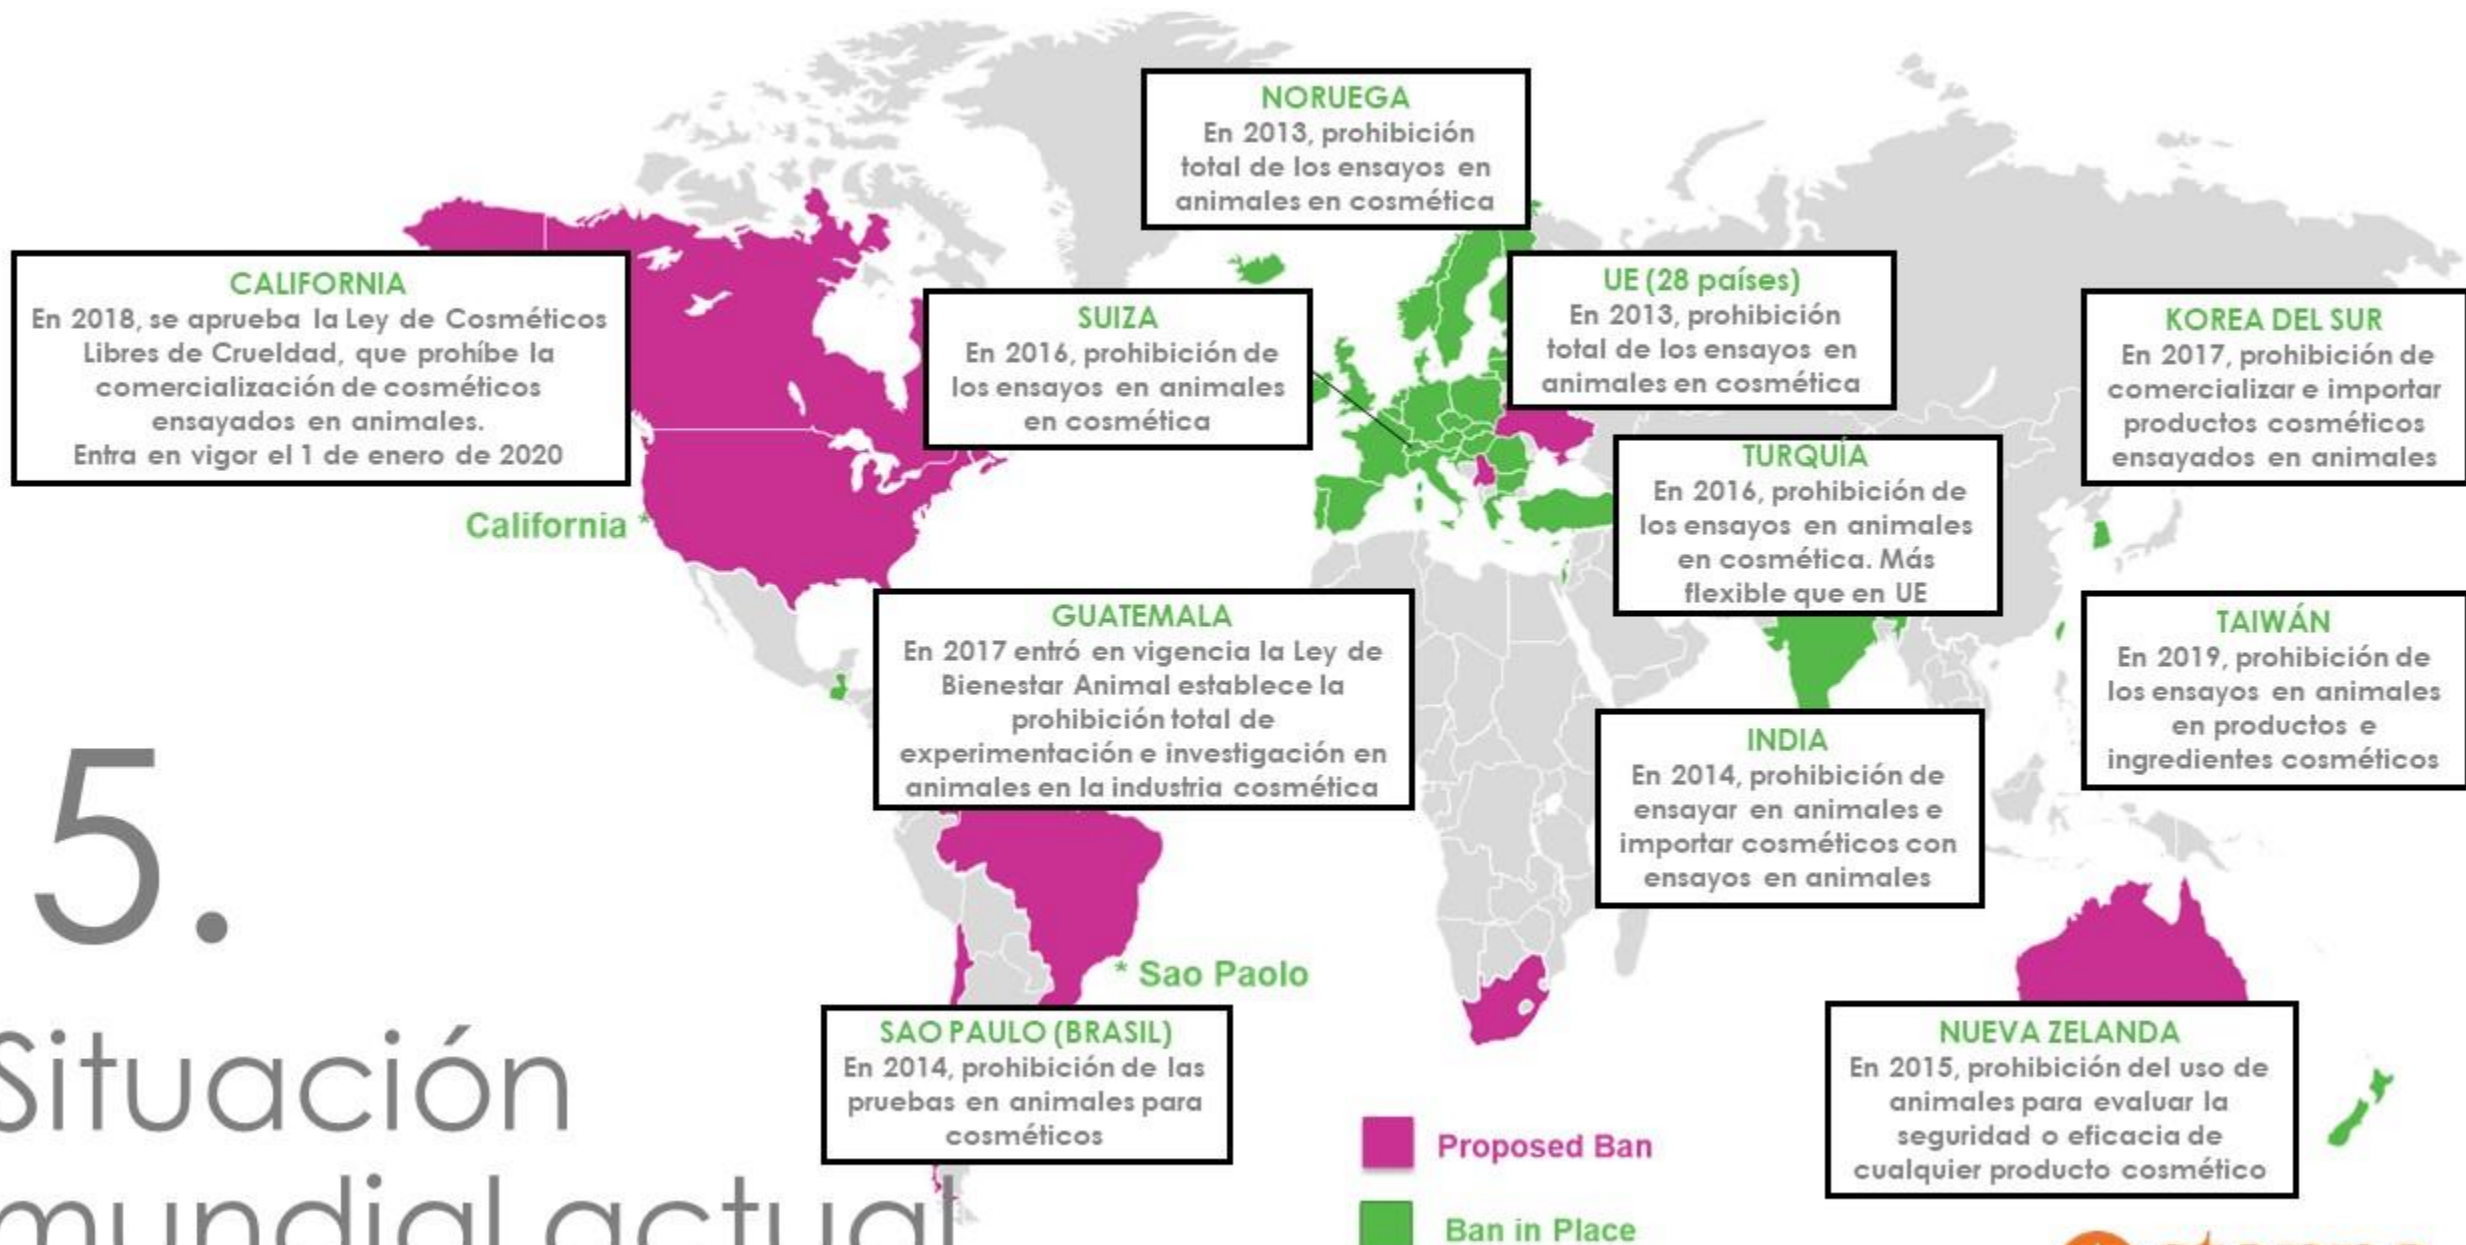 NORUEGA
En 2013, prohibición
total de los ensayos en
animales en cosmética
CALIFORNIA
En 2018, se aprueba la Ley de Cosméticos
Libres de Crueldad, que prohíbe la
comercialización de cosméticos
ensayados en animales.
Entra en vigor el 1 de enero de 2020
SUIZA
En 2016, prohibición de
los ensayos en animales
en cosmética
UE (28 países)
En 2013, prohibición
total de los ensayos en
animales en cosmética
KOREA DEL SUR
En 2017, prohibición de
comercializar e importar
productos cosméticos
ensayados en animales
California *
TURQUÍA
En 2016, prohibición de
los ensayos en animales
en cosmética. Más
flexible que en UE
GUATEMALA
En 2017 entró en vigencia la Ley de
Bienestar Animal establece la
prohibición total de
experimentación e investigación en
animales en la industria cosmética
TAIWÁN
En 2019, prohibición de
los ensayos en animales
en productos e
ingredientes cosméticos
INDIA
En 2014, prohibición de
ensayar en animales e
importar cosméticos con
ensayos en animales
* Sao Paolo
SAO PAULO (BRASIL)
En 2014, prohibición de las
pruebas en animales para
cosméticos
NUEVA ZELANDA
En 2015, prohibición del uso de
animales para evaluar la
seguridad o eficacia de
cualquier producto cosmético
5.
Situación
mundial actual
Proposed Ban
Ban in Place